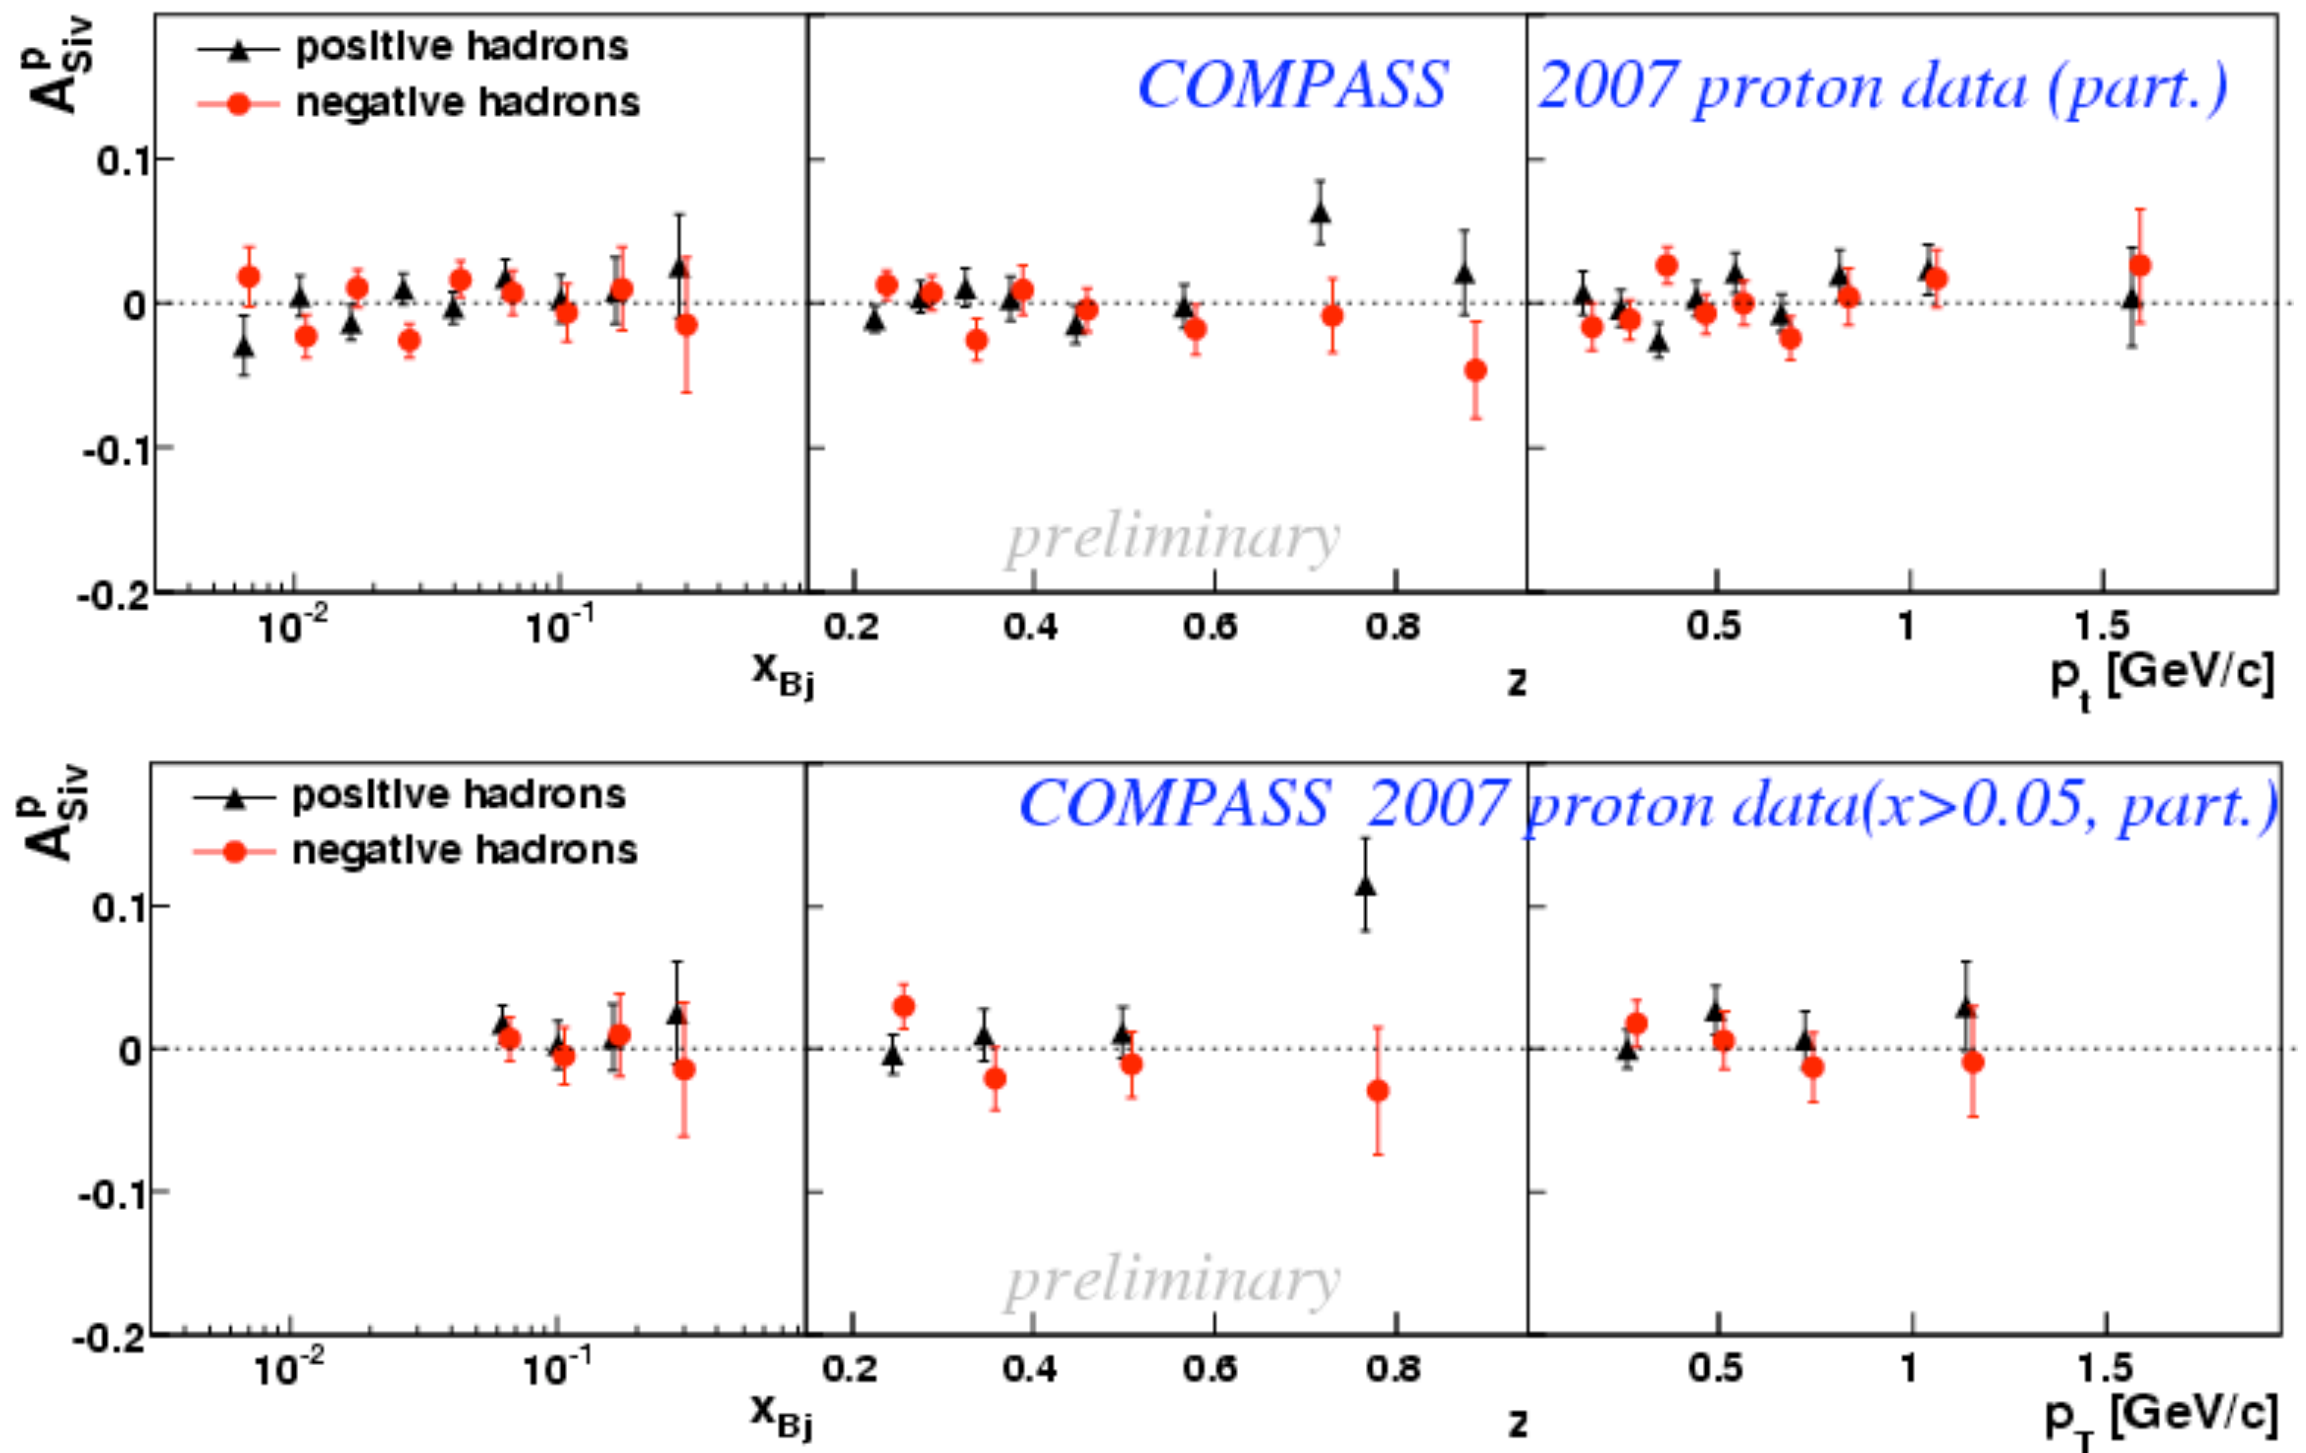 A^p_Siv
positive hadrons
negative hadrons
COMPASS 2007 proton data (part.)
0.1
0
-0.1
-0.2
preliminary
10^-2 10^-1 0.2 0.4 0.6 0.8 0.5 1 1.5
x_Bj z p_t [GeV/c]
A^p_Siv
positive hadrons
negative hadrons
COMPASS 2007 proton data(x>0.05, part.)
0.1
0
-0.1
-0.2
preliminary
10^-2 10^-1 0.2 0.4 0.6 0.8 0.5 1 1.5
x_Bj z p_T [GeV/c]